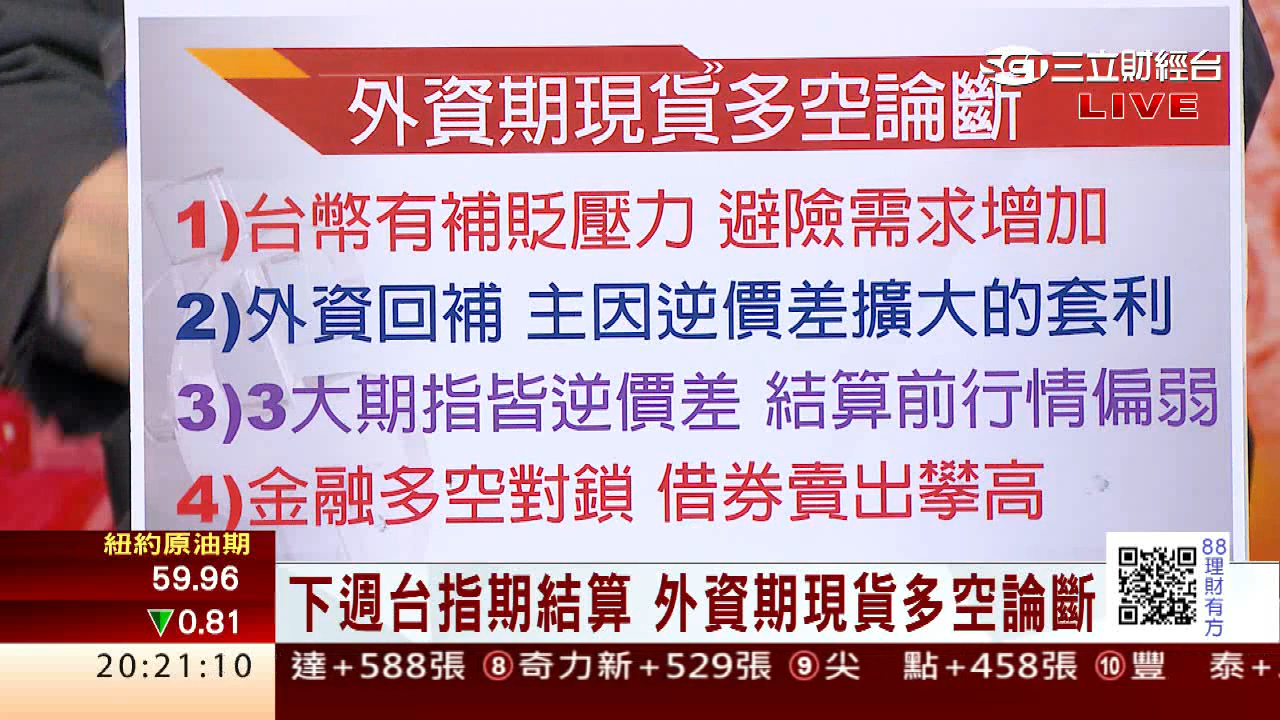 外資期現貨多空論斷
三立財經台
LIVE
1)台幣有補貶壓力 避險需求增加
2)外資回補 主因逆價差擴大的套利
3)3大期指皆逆價差 結算前行情偏弱
4)金融多空對鎖 借券賣出攀高
紐約原油期
59.96
▼0.81
下週台指期結算 外資期現貨多空論斷
88理財有方
20:21:10
達+588張 ⑧奇力新+529張 ⑨尖 點+458張 ⑩豐 泰+